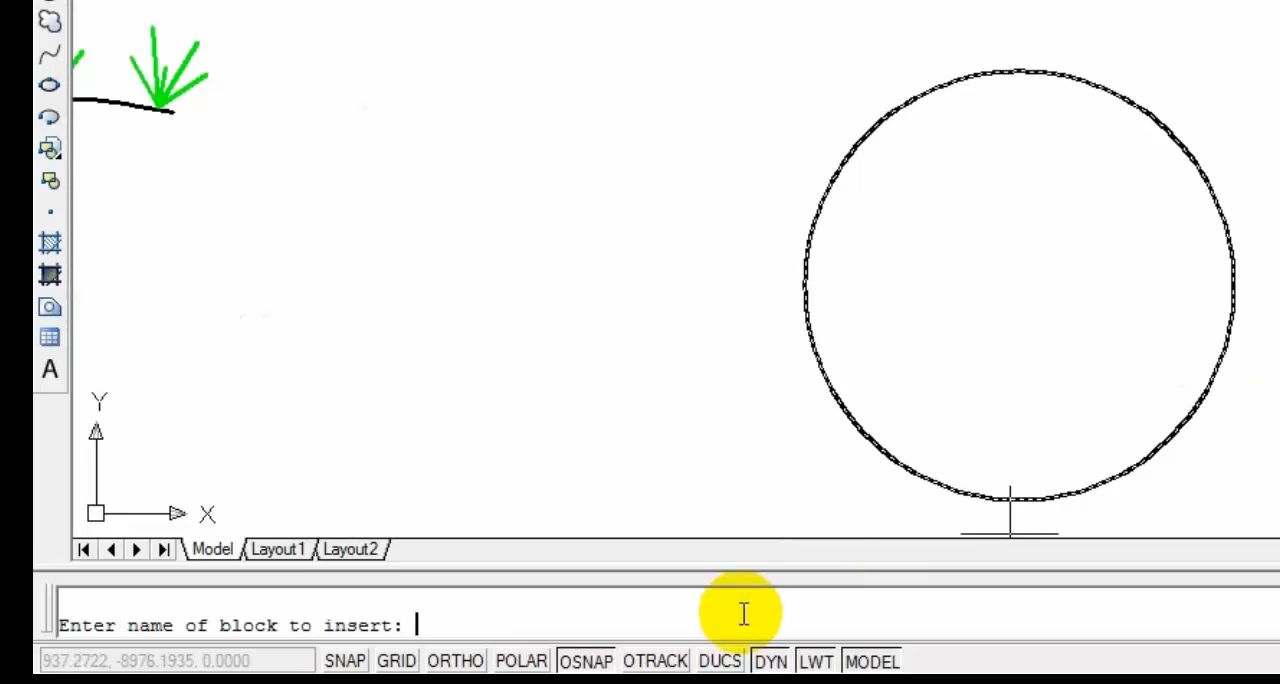 A
Y
X
Model Layout1 Layout2
Enter name of block to insert:
937.2722, -8976.1935, 0.0000 SNAP GRID ORTHO POLAR OSNAP OTRACK DUCS DYN LWT MODEL